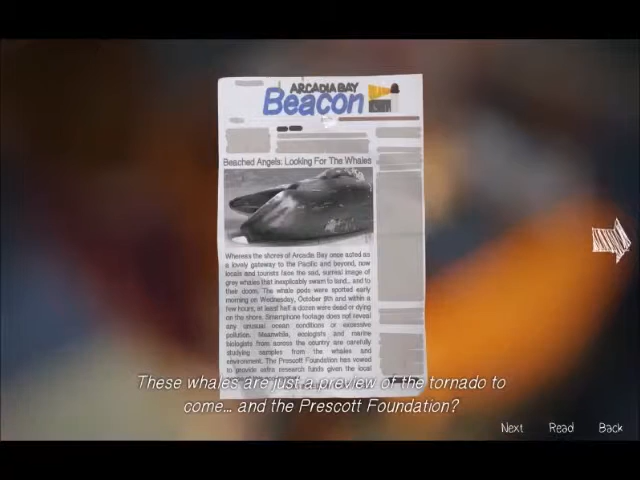 ARCADIA BAY
Beacon
Beached Angels: Looking For The Whales
Whereas the shores of Arcadia Bay once acted as
a lovely gateway to the Pacific and beyond, now
locals and tourists face the sad, surreal image of
grey whales that inexplicably swam to land... and to
their doom. The whale pods were spotted early
morning on Wednesday, October 9th and within a
few hours, at least half a dozen were dead or dying
on the shore. Smartphone footage does not reveal
any unusual ocean conditions or excessive
pollution. Meanwhile, ecologists and marine
biologists from across the country are carefully
studying samples from the whales and
environment. The Prescott Foundation has vowed
to provide extra research funds given the local
These whales are just a preview of the tornado to
come... and the Prescott Foundation?
Next Read Back